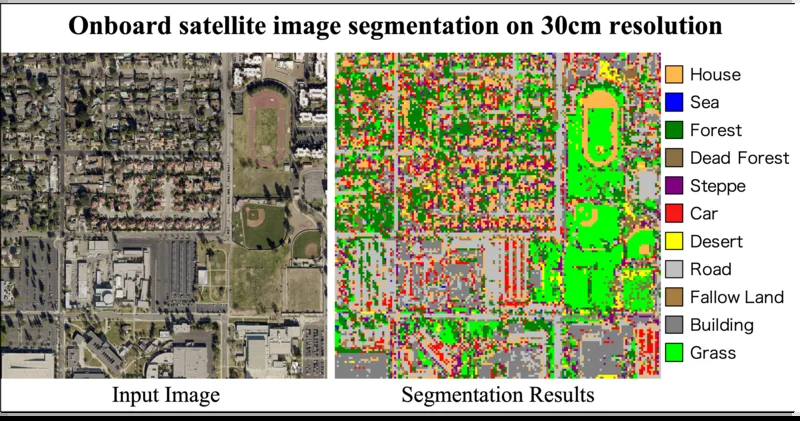 Onboard satellite image segmentation on 30cm resolution
House
Sea
Forest
Dead Forest
Steppe
Car
Desert
Road
Fallow Land
Building
Grass
Input Image
Segmentation Results